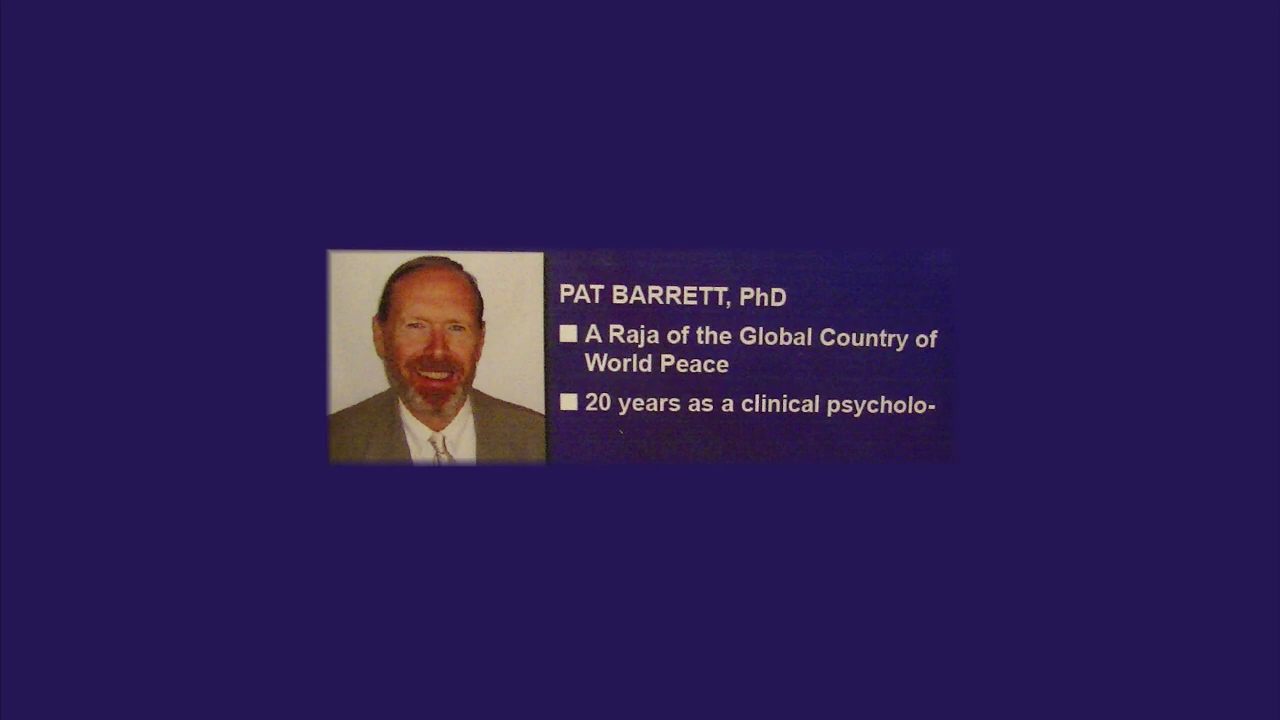 PAT BARRETT, PhD
■ A Raja of the Global Country of
World Peace
■ 20 years as a clinical psycholo-